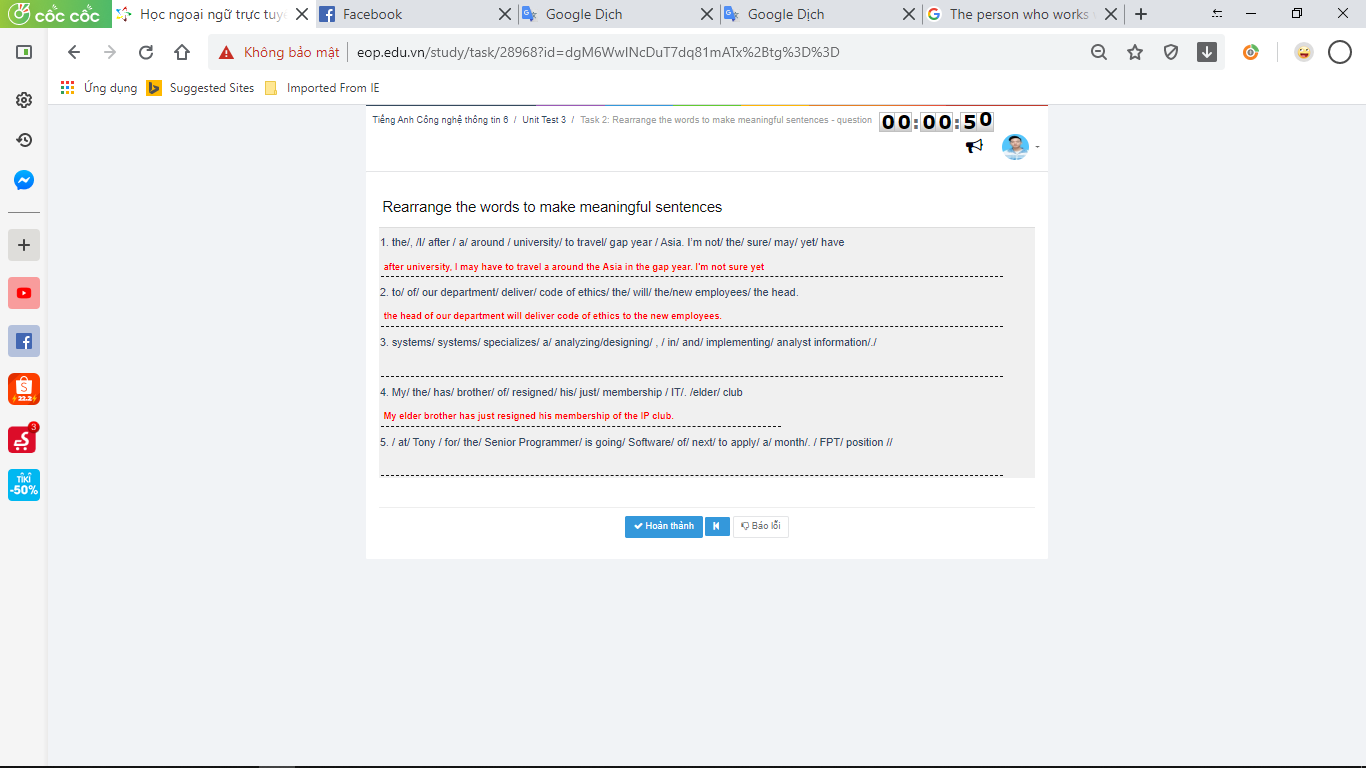 cốc cốc
Học ngoại ngữ trực tuyế
Facebook
Google Dịch
Google Dịch
The person who works w
Không bảo mật
eop.edu.vn/study/task/28968?id=dgM6WwINcDuT7dq81mATx%2Btg%3D%3D
Ứng dụng
Suggested Sites
Imported From IE
Tiếng Anh Công nghệ thông tin 6 / Unit Test 3 / Task 2: Rearrange the words to make meaningful sentences - question
00:00:50
Rearrange the words to make meaningful sentences
1. the/, /I/ after / a/ around / university/ to travel/ gap year / Asia. I'm not/ the/ sure/ may/ yet/ have
after university, I may have to travel a around the Asia in the gap year. I'm not sure yet
2. to/ of/ our department/ deliver/ code of ethics/ the/ will/ the/new employees/ the head.
the head of our department will deliver code of ethics to the new employees.
3. systems/ systems/ specializes/ a/ analyzing/designing/ , / in/ and/ implementing/ analyst information/./
4. My/ the/ has/ brother/ of/ resigned/ his/ just/ membership / IT/. /elder/ club
My elder brother has just resigned his membership of the IP club.
5. / at/ Tony / for/ the/ Senior Programmer/ is going/ Software/ of/ next/ to apply/ a/ month/. / FPT/ position //
Hoàn thành
Báo lỗi
22.2
3
TIKI
-50%